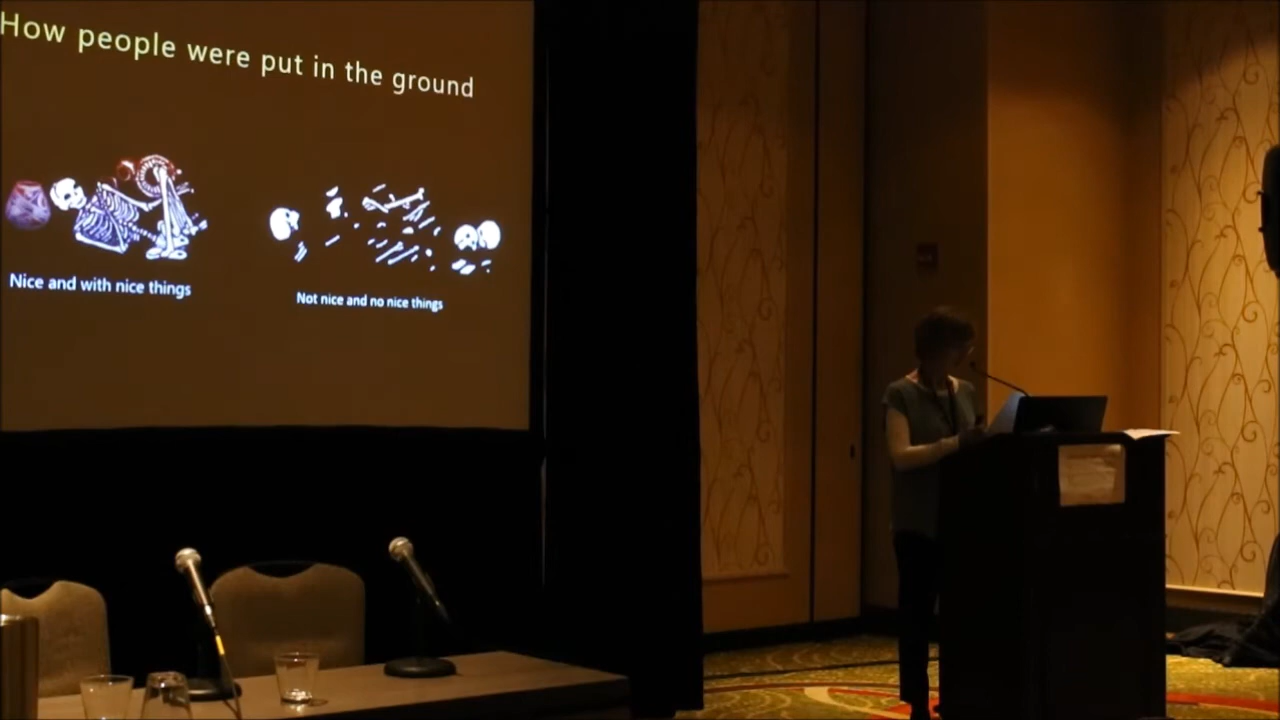 How people were put in the ground
Nice and with nice things
Not nice and no nice things